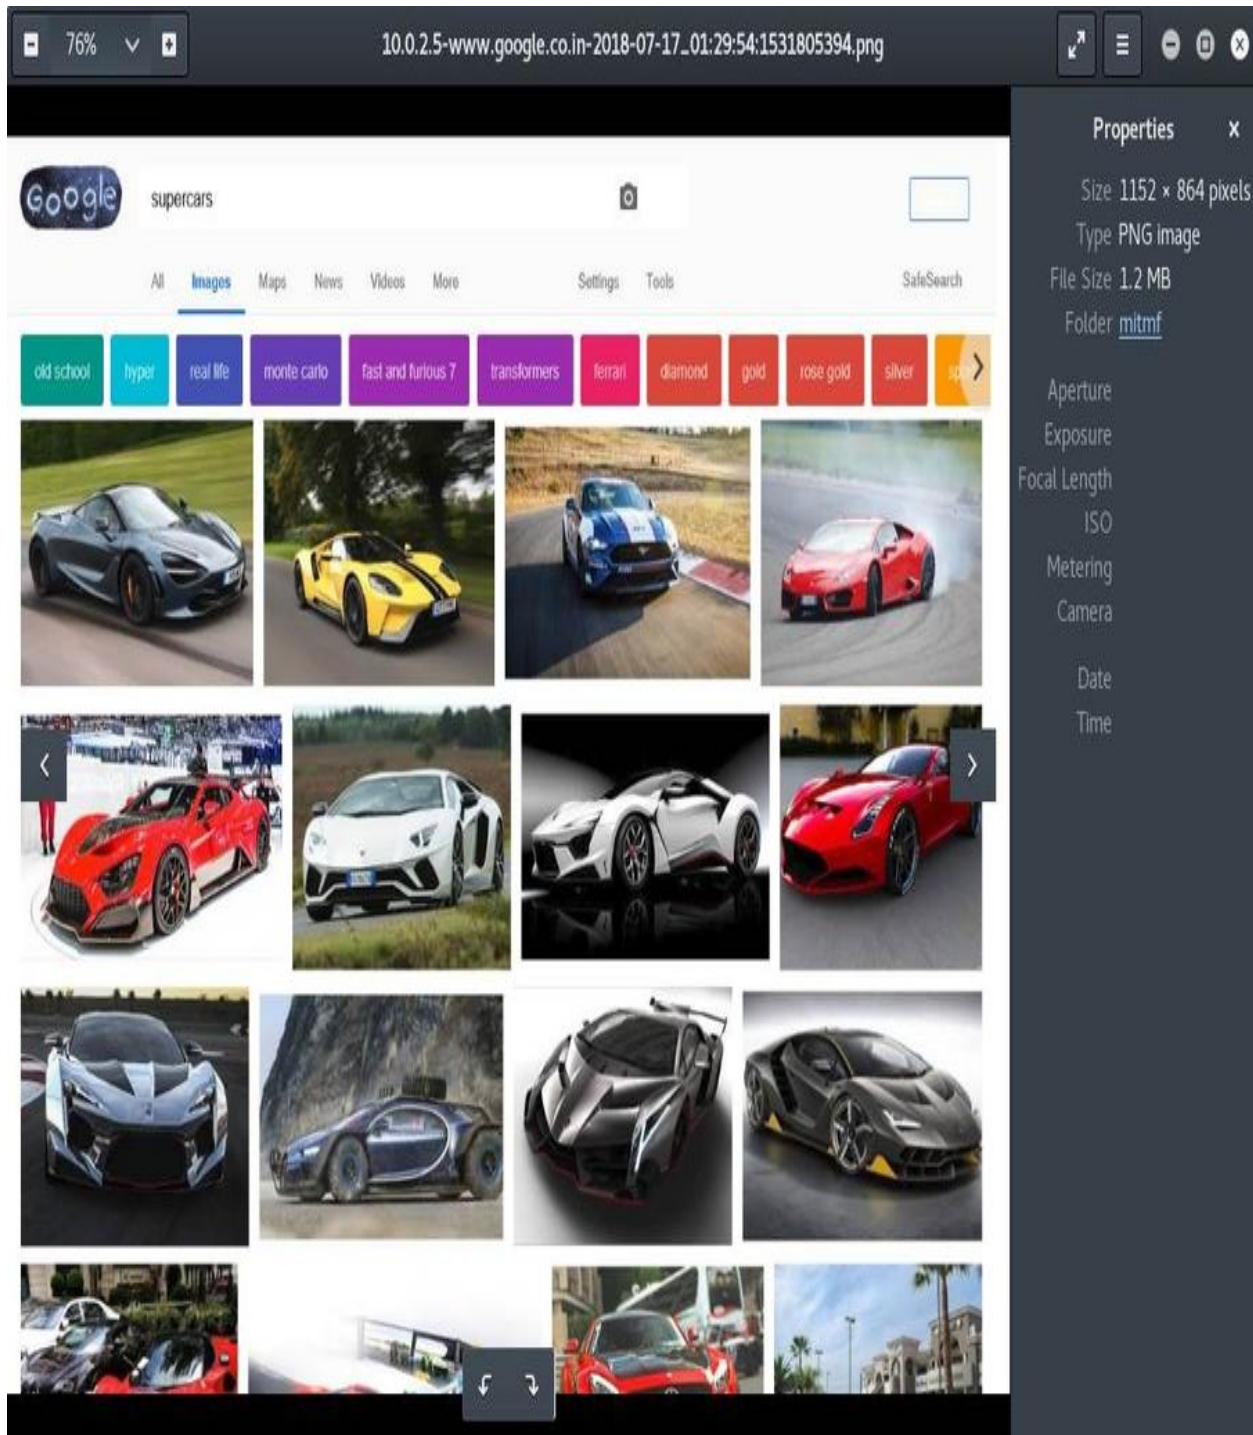 76%
10.0.2.5-www.google.co.in-2018-07-17_01:29:54:1531805394.png
Properties
Size 1152 × 864 pixels
Type PNG image
File Size 1.2 MB
Folder mitmf
Aperture
Exposure
Focal Length
ISO
Metering
Camera
Date
Time
Google
supercars
All Images Maps News Videos More Settings Tools SafeSearch
old school hyper real life monte carlo fast and furious 7 transformers ferrari diamond gold rose gold silver